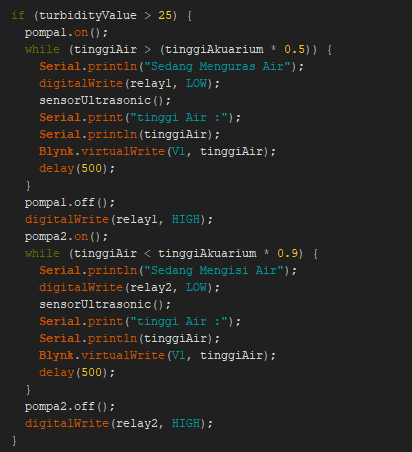 if (turbidityValue > 25) {
pompa1.on();
while (tinggiAir > (tinggiAkuarium * 0.5)) {
Serial.println("Sedang Menguras Air");
digitalWrite(relay1, LOW);
sensorUltrasonic();
Serial.print("tinggi Air :");
Serial.println(tinggiAir);
Blynk.virtualWrite(V1, tinggiAir);
delay(500);
}
pompa1.off();
digitalWrite(relay1, HIGH);
pompa2.on();
while (tinggiAir < tinggiAkuarium * 0.9) {
Serial.println("Sedang Mengisi Air");
digitalWrite(relay2, LOW);
sensorUltrasonic();
Serial.print("tinggi Air :");
Serial.println(tinggiAir);
Blynk.virtualWrite(V1, tinggiAir);
delay(500);
}
pompa2.off();
digitalWrite(relay2, HIGH);
}